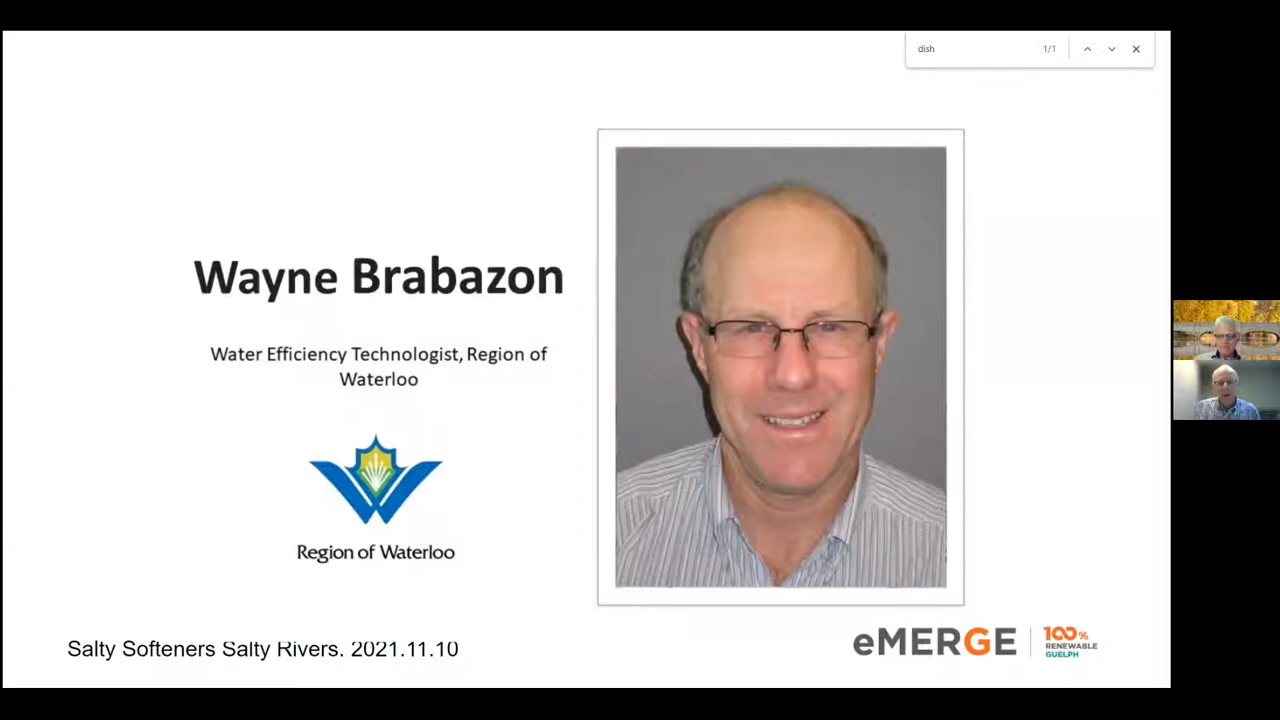 dish
1/1
Wayne Brabazon
Water Efficiency Technologist, Region of
Waterloo
Region of Waterloo
Salty Softeners Salty Rivers. 2021.11.10
eMERGE
100%
RENEWABLE
GUELPH